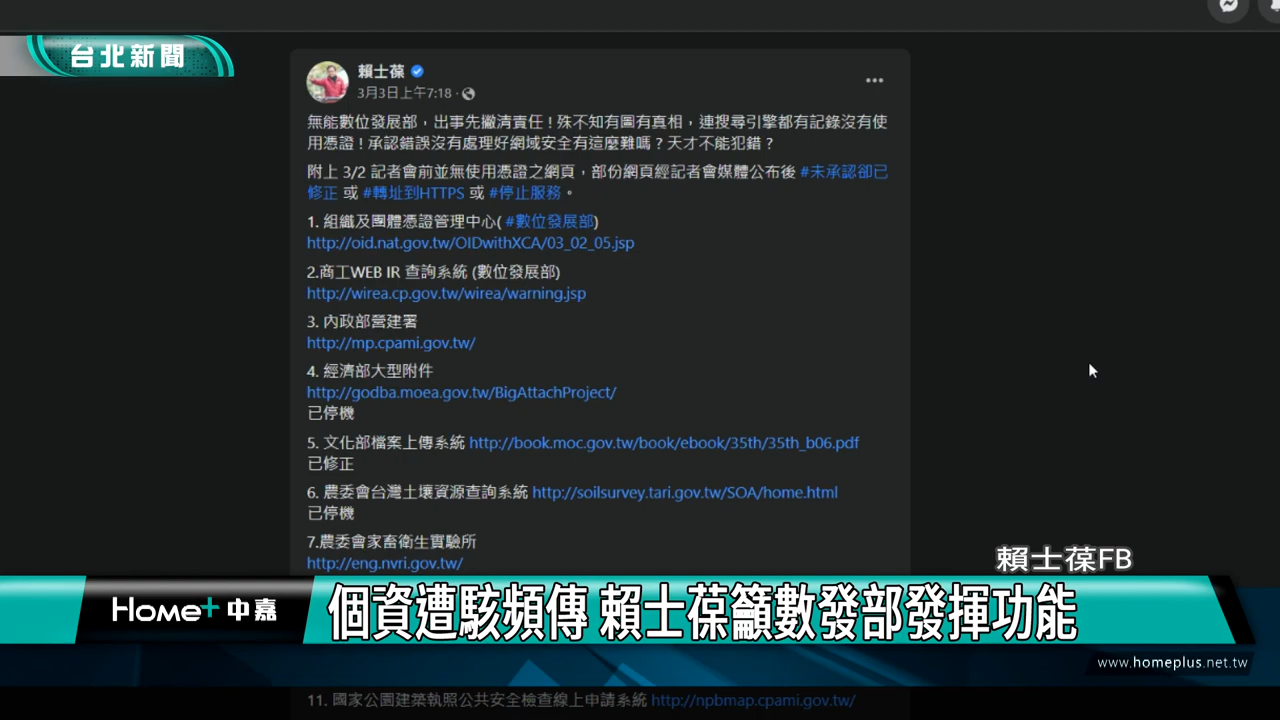 台北新聞
賴士葆
3月3日上午7:18 ·
無能數位發展部，出事先撇清責任！殊不知有圖有真相，連搜尋引擎都有記錄沒有使
用憑證！承認錯誤沒有處理好網域安全有這麼難嗎？天才不能犯錯？
附上 3/2 記者會前並無使用憑證之網頁，部份網頁經記者會媒體公布後 #未承認卻已
修正 或 #轉址到HTTPS 或 #停止服務。
1. 組織及團體憑證管理中心( #數位發展部)
http://oid.nat.gov.tw/OIDwithXCA/03_02_05.jsp
2.商工WEB IR 查詢系統 (數位發展部)
http://wirea.cp.gov.tw/wirea/warning.jsp
3. 內政部營建署
http://mp.cpami.gov.tw/
4. 經濟部大型附件
http://godba.moea.gov.tw/BigAttachProject/
已停機
5. 文化部檔案上傳系統 http://book.moc.gov.tw/book/ebook/35th/35th_b06.pdf
已修正
6. 農委會台灣土壤資源查詢系統 http://soilsurvey.tari.gov.tw/SOA/home.html
已停機
7.農委會家畜衛生實驗所
http://eng.nvri.gov.tw/
賴士葆FB
Home+ 中嘉
個資遭駭頻傳 賴士葆籲數發部發揮功能
www.homeplus.net.tw
11. 國家公園建築執照公共安全檢查線上申請系統 http://npbmap.cpami.gov.tw/